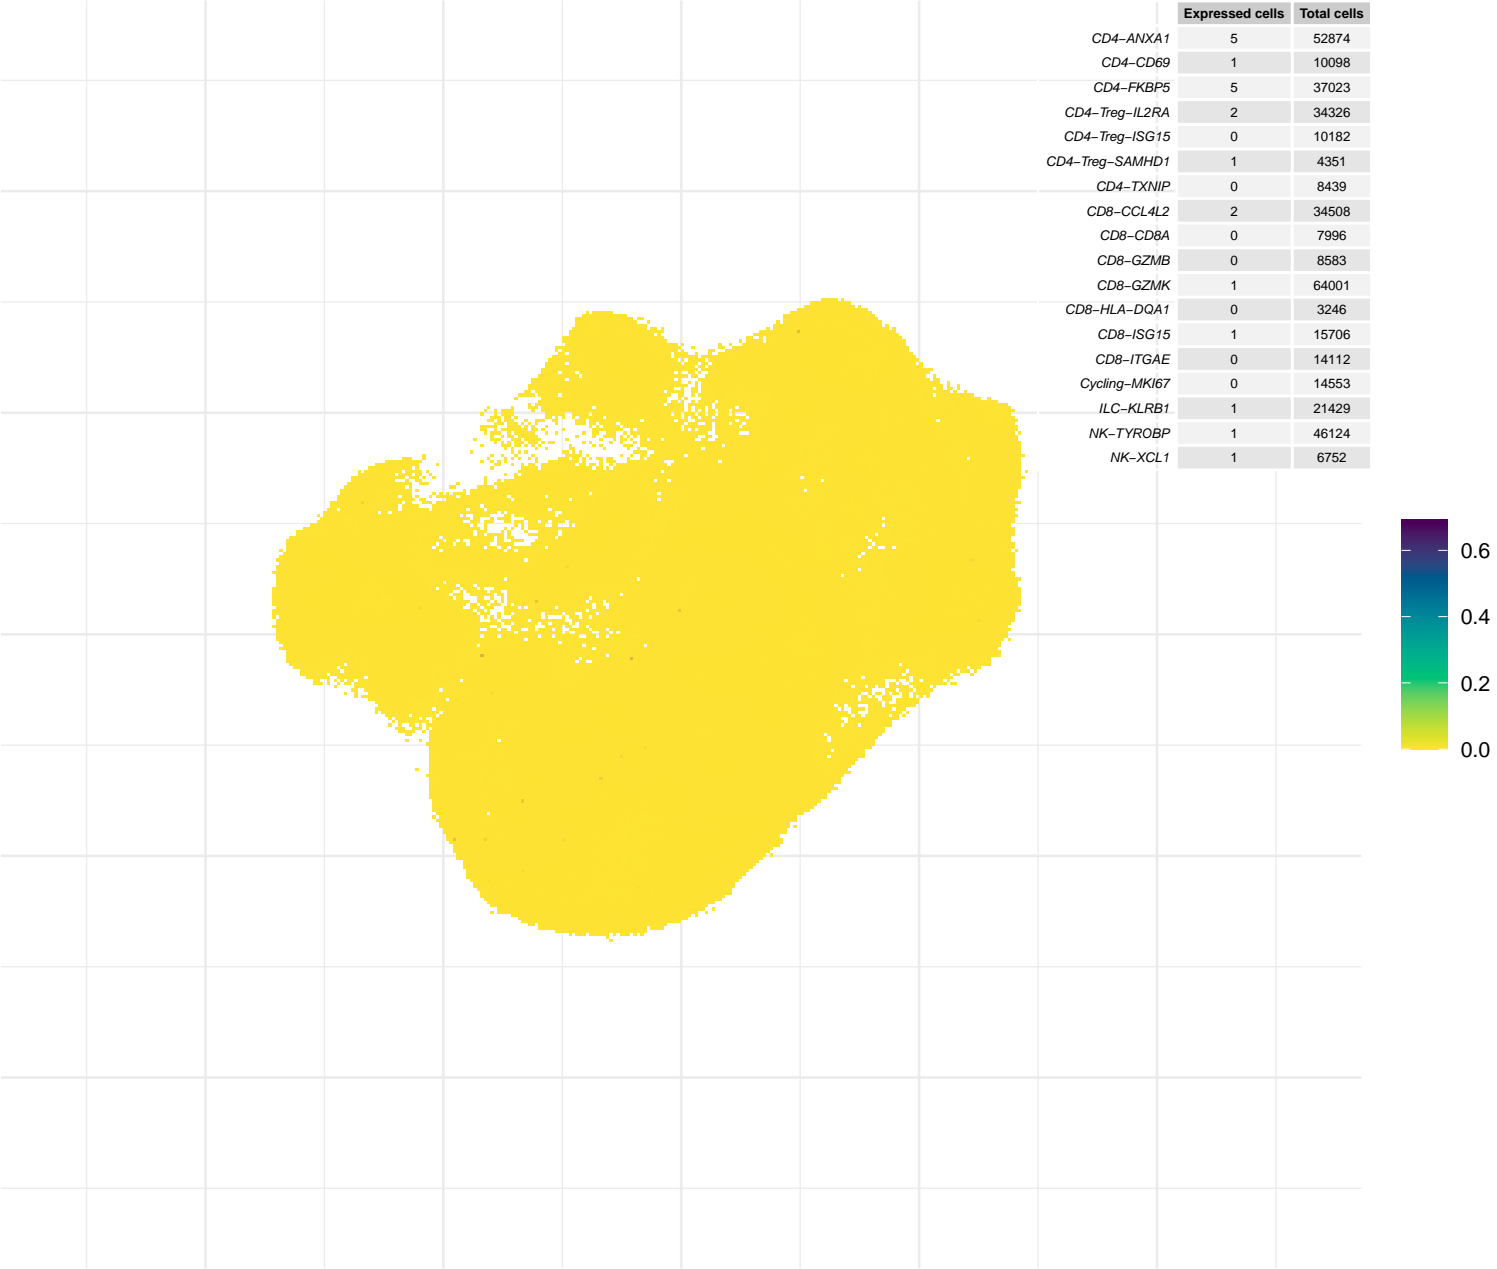 Expressed cells Total cells
CD4−ANXA1 5 52874
CD4−CD69 1 10098
CD4−FKBP5 5 37023
CD4−Treg−IL2RA 2 34326
CD4−Treg−ISG15 0 10182
CD4−Treg−SAMHD1 1 4351
CD4−TXNIP 0 8439
CD8−CCL4L2 2 34508
CD8−CD8A 0 7996
CD8−GZMB 0 8583
CD8−GZMK 1 64001
CD8−HLA−DQA1 0 3246
CD8−ISG15 1 15706
CD8−ITGAE 0 14112
Cycling−MKI67 0 14553
ILC−KLRB1 1 21429
NK−TYROBP 1 46124
NK−XCL1 1 6752
0.6
0.4
0.2
0.0